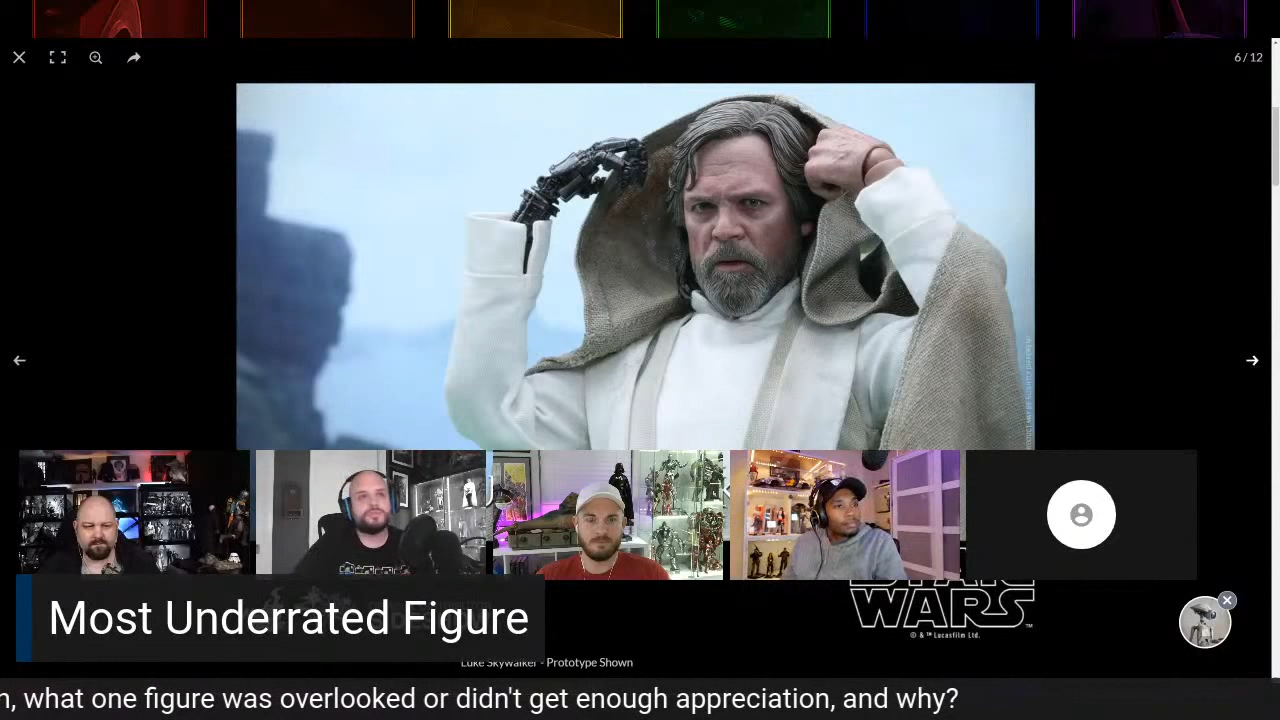 6 / 12
STAR
WARS
© & ™ Lucasfilm Ltd.
Most Underrated Figure
Luke Skywalker - Prototype Shown
what one figure was overlooked or didn't get enough appreciation, and why?